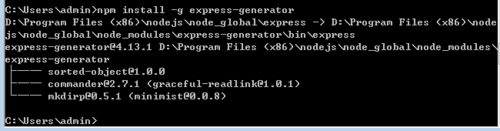 C:\Users\admin>npm install -g express-generator
D:\Program Files (x86)\nodejs\node_global\express -> D:\Program Files (x86)\node
js\node_global\node_modules\express-generator\bin\express
express-generator@4.13.1 D:\Program Files (x86)\nodejs\node_global\node_modules\
express-generator
├── sorted-object@1.0.0
├── commander@2.7.1 (graceful-readlink@1.0.1)
└── mkdirp@0.5.1 (minimist@0.0.8)
C:\Users\admin>